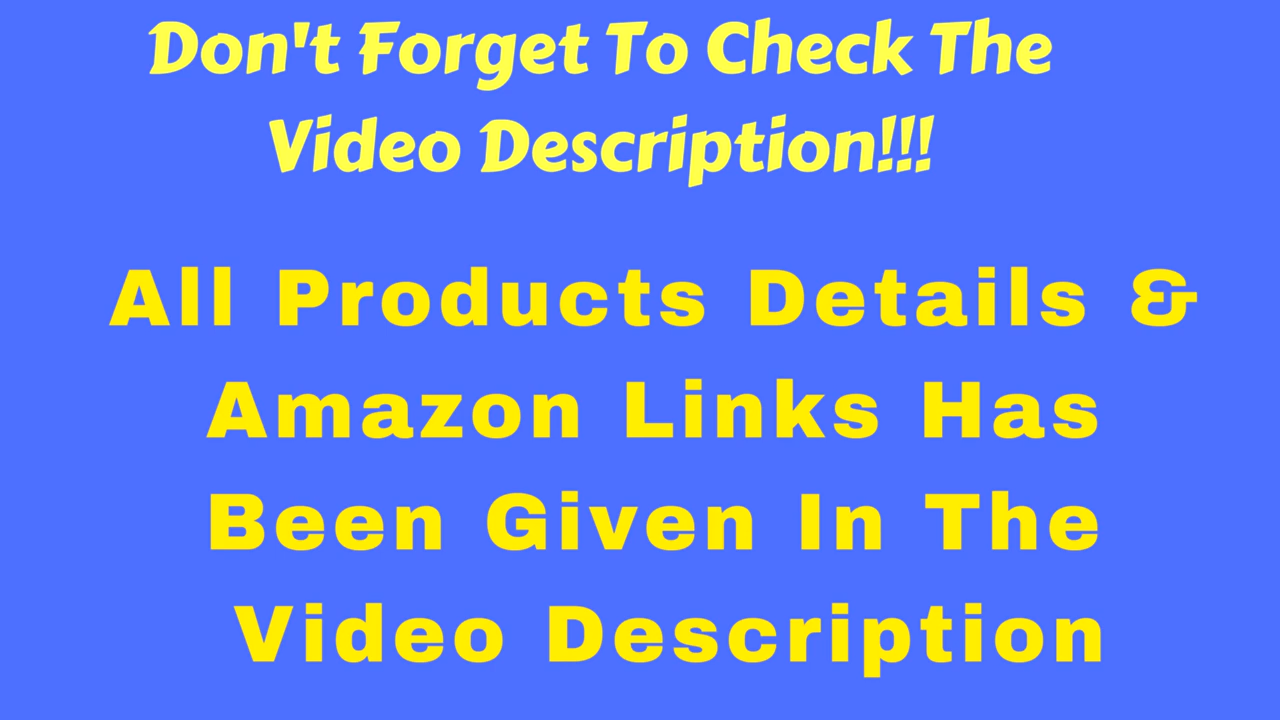 Don't Forget To Check The
Video Description!!!
All Products Details &
Amazon Links Has
Been Given In The
Video Description